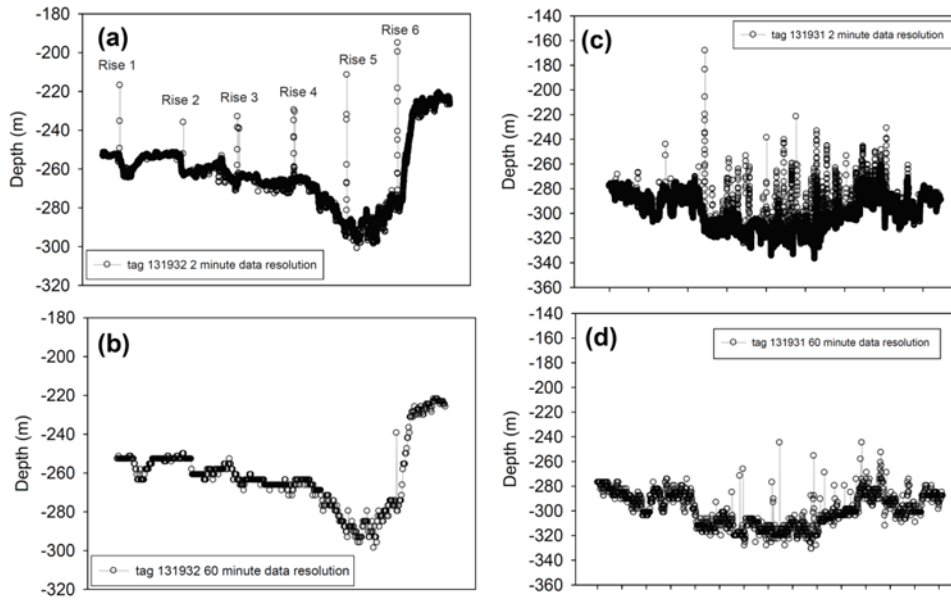 (a)
Depth (m)
-180
-200
-220
-240
-260
-280
-300
-320
Rise 1
Rise 2
Rise 3
Rise 4
Rise 5
Rise 6
tag 131932 2 minute data resolution
(c)
Depth (m)
-140
-160
-180
-200
-220
-240
-260
-280
-300
-320
-340
-360
tag 131931 2 minute data resolution
(b)
Depth (m)
-180
-200
-220
-240
-260
-280
-300
-320
tag 131932 60 minute data resolution
(d)
Depth (m)
-140
-160
-180
-200
-220
-240
-260
-280
-300
-320
-340
-360
tag 131931 60 minute data resolution